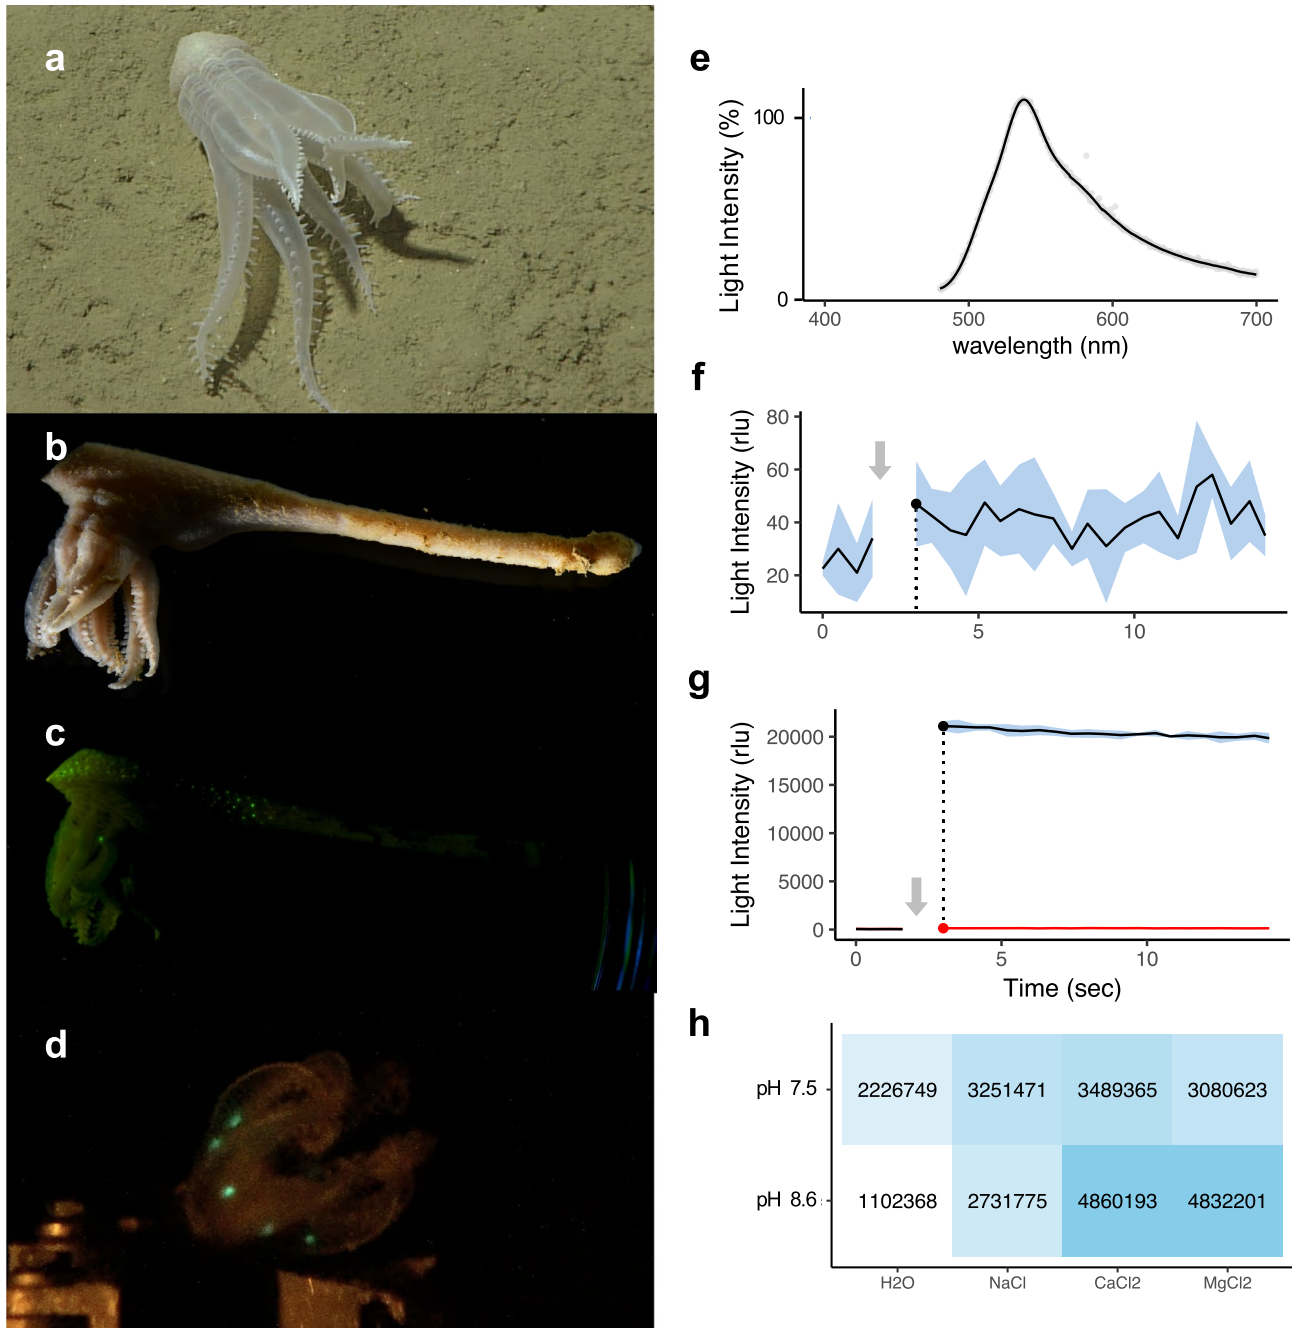 a
b
c
d
e
Light Intensity (%)
100
0
400 500 600 700
wavelength (nm)
f
Light Intensity (rlu)
80
60
40
20
0 5 10
g
Light Intensity (rlu)
20000
15000
10000
5000
0
0 5 10
Time (sec)
h
pH 7.5 2226749 3251471 3489365 3080623
pH 8.6 1102368 2731775 4860193 4832201
H2O NaCl CaCl2 MgCl2